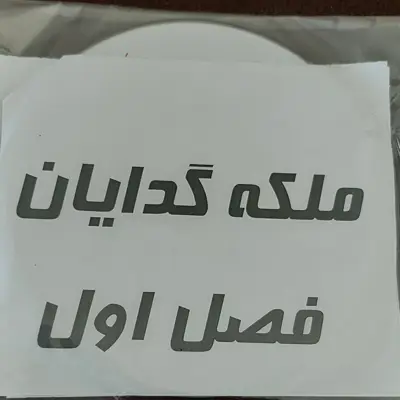 ملکه گدایان
فصل اول